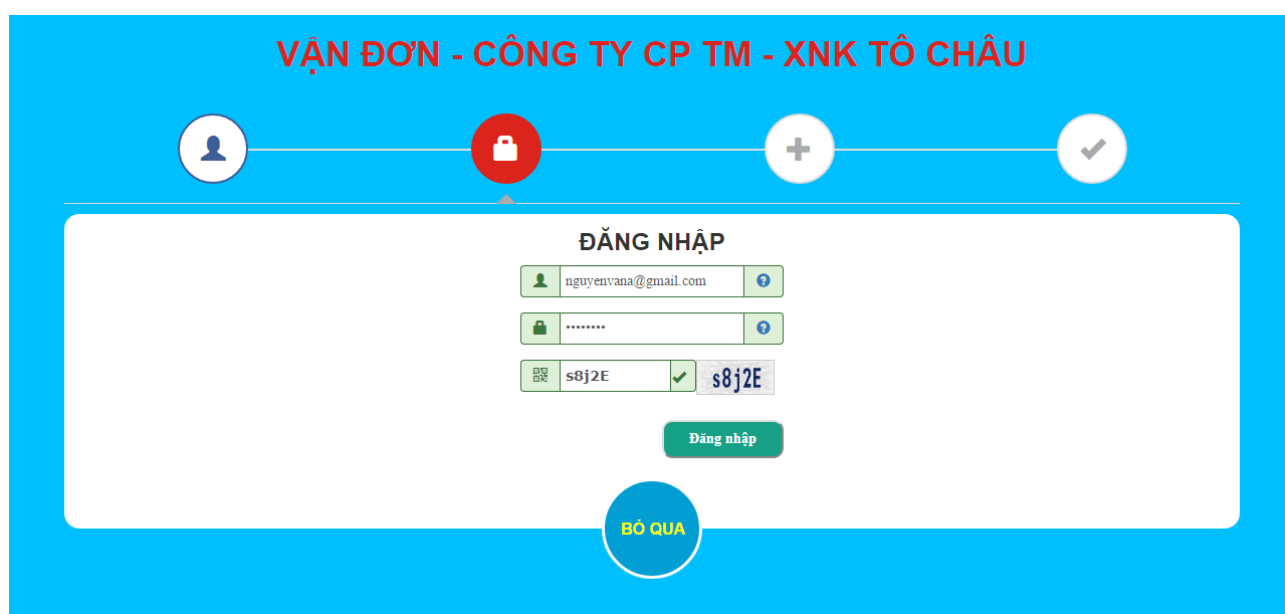 VẬN ĐƠN - CÔNG TY CP TM - XNK TÔ CHÂU
ĐĂNG NHẬP
nguyenvana@gmail.com
s8j2E
s8j2E
Đăng nhập
BỎ QUA